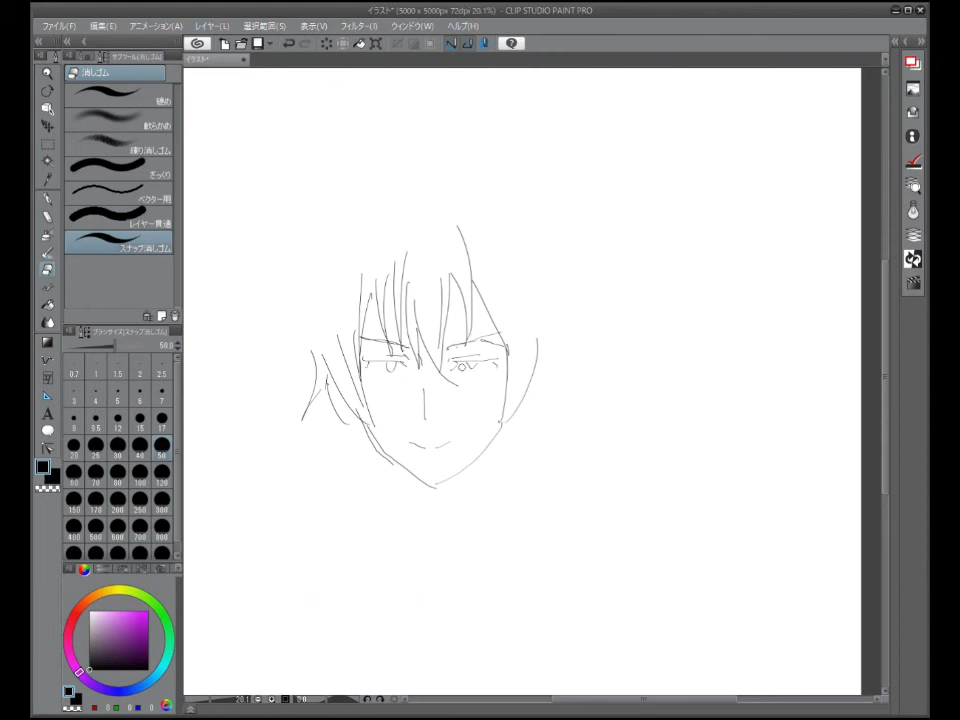 イラスト* (5000 x 5000px 72dpi 20.1%) - CLIP STUDIO PAINT PRO
ファイル(F) 編集(E) アニメーション(A) レイヤー(L) 選択範囲(S) 表示(V) フィルター(I) ウィンドウ(W) ヘルプ(H)
イラスト*
サブツール[消しゴム]
消しゴム
硬め
軟らかめ
練り消しゴム
ざっくり
ベクター用
レイヤー貫通
スナップ消しゴム
ブラシサイズ[スナップ消しゴム]
50.0
0.7 1 1.5 2 2.5
3 4 5 6 7
8 9.5 12 15 17
20 25 30 40 50
60 70 80 100 120
150 170 200 250 300
400 500 600 700 800
20.1
0 0 0